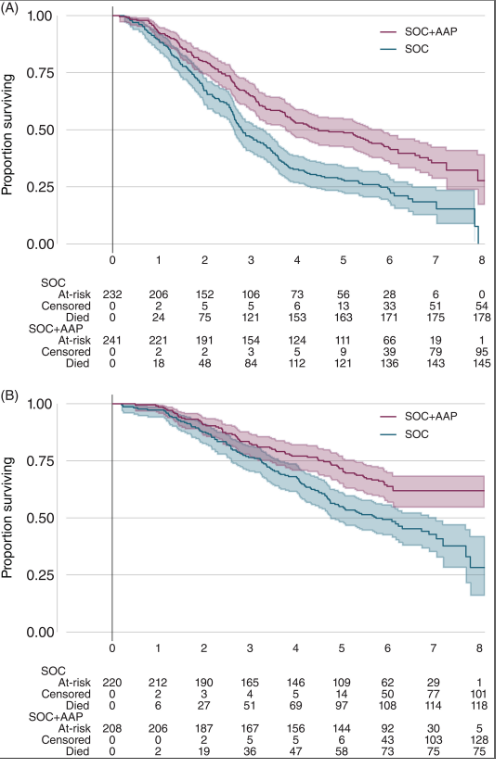 (A)
1.00
0.75
0.50
0.25
0.00
Proportion surviving
SOC+AAP
SOC
0 1 2 3 4 5 6 7 8
SOC
At-risk 232 206 152 106 73 56 28 6 0
Censored 0 2 5 5 6 13 33 51 54
Died 0 24 75 121 153 163 171 175 178
SOC+AAP
At-risk 241 221 191 154 124 111 66 19 1
Censored 0 2 2 3 5 9 39 79 95
Died 0 18 48 84 112 121 136 143 145
(B)
1.00
0.75
0.50
0.25
0.00
Proportion surviving
SOC+AAP
SOC
0 1 2 3 4 5 6 7 8
SOC
At-risk 220 212 190 165 146 109 62 29 1
Censored 0 2 3 4 5 14 50 77 101
Died 0 6 27 51 69 97 108 114 118
SOC+AAP
At-risk 208 206 187 167 156 144 92 30 5
Censored 0 0 2 5 5 6 43 103 128
Died 0 2 19 36 47 58 73 75 75